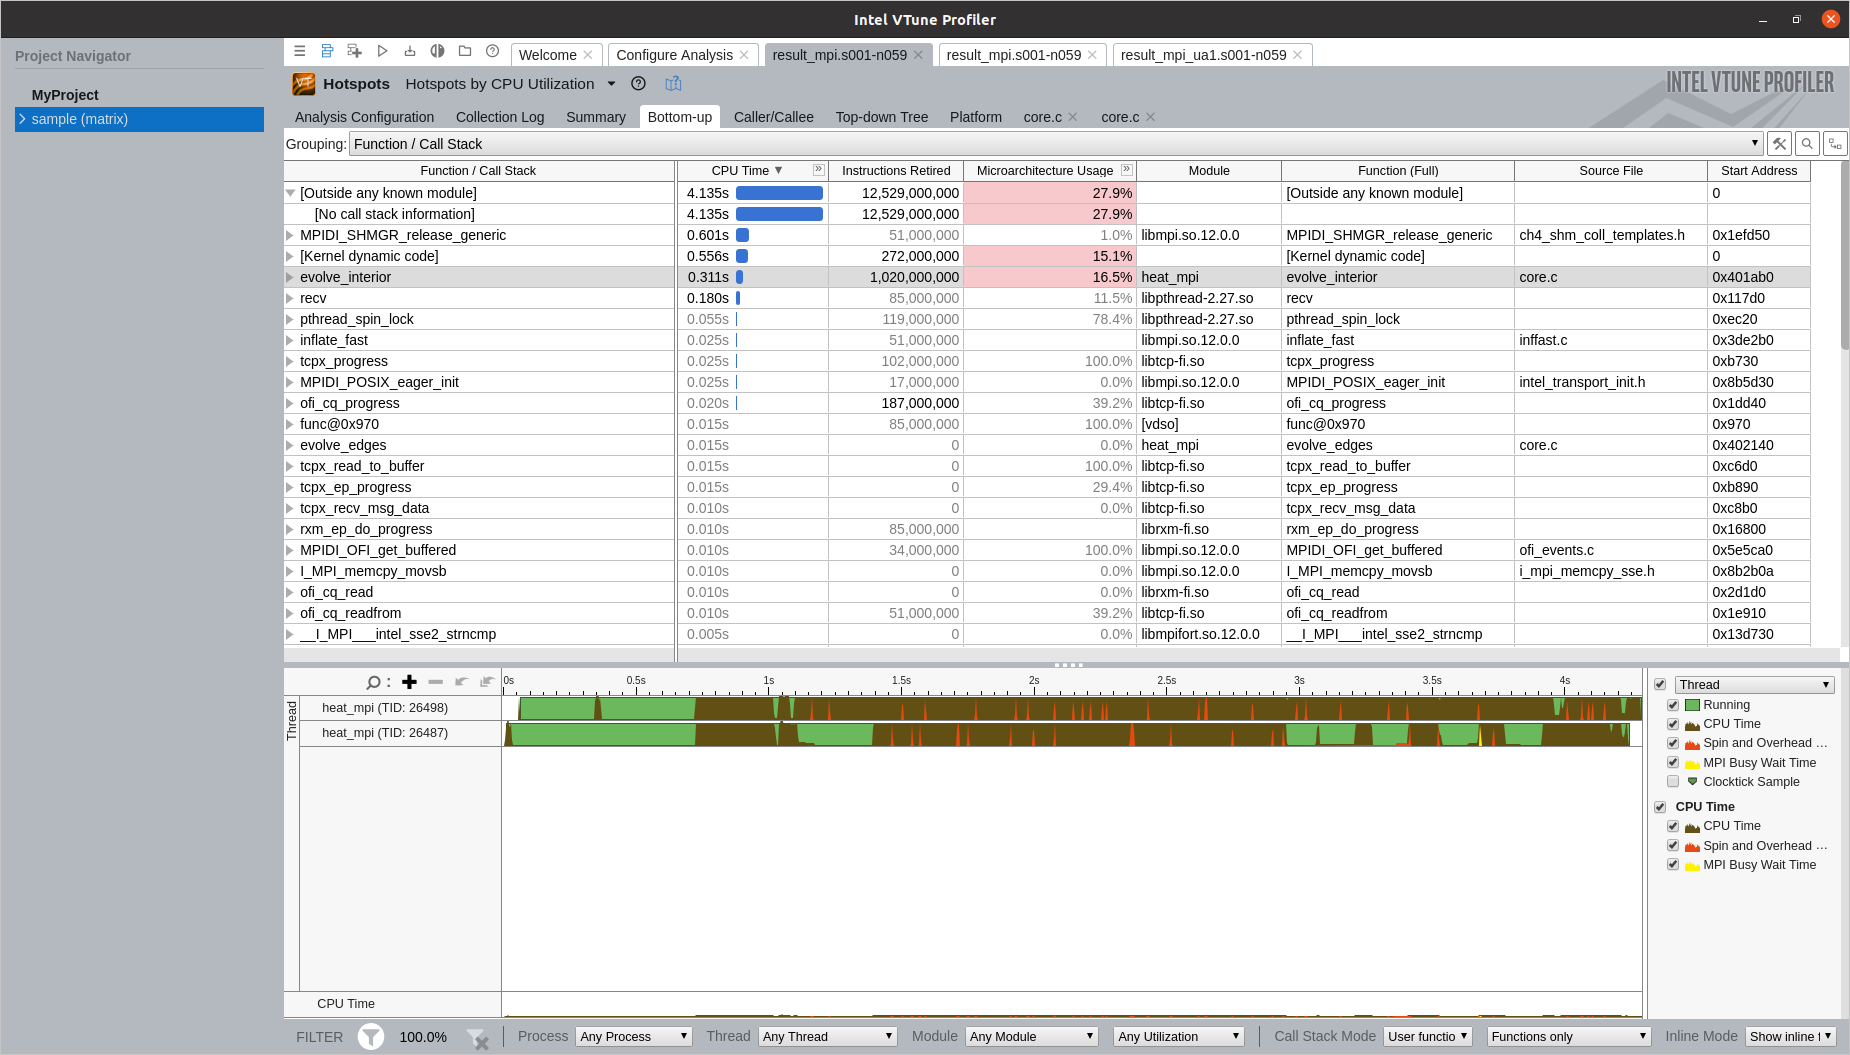 Intel VTune Profiler
Project Navigator
MyProject
sample (matrix)
Welcome
Configure Analysis
result_mpi.s001-n059
result_mpi.s001-n059
result_mpi_ua1.s001-n059
Hotspots Hotspots by CPU Utilization
INTEL VTUNE PROFILER
Analysis Configuration Collection Log Summary Bottom-up Caller/Callee Top-down Tree Platform core.c core.c
Grouping: Function / Call Stack
Function / Call Stack CPU Time Instructions Retired Microarchitecture Usage Module Function (Full) Source File Start Address
[Outside any known module] 4.135s 12,529,000,000 27.9% [Outside any known module] 0
[No call stack information] 4.135s 12,529,000,000 27.9%
MPIDI_SHMGR_release_generic 0.601s 51,000,000 1.0% libmpi.so.12.0.0 MPIDI_SHMGR_release_generic ch4_shm_coll_templates.h 0x1efd50
[Kernel dynamic code] 0.556s 272,000,000 15.1% [Kernel dynamic code] 0
evolve_interior 0.311s 1,020,000,000 16.5% heat_mpi evolve_interior core.c 0x401ab0
recv 0.180s 85,000,000 11.5% libpthread-2.27.so recv 0x117d0
pthread_spin_lock 0.055s 119,000,000 78.4% libpthread-2.27.so pthread_spin_lock 0xec20
inflate_fast 0.025s 51,000,000 libmpi.so.12.0.0 inflate_fast inffast.c 0x3de2b0
tcpx_progress 0.025s 102,000,000 100.0% libtcp-fi.so tcpx_progress 0xb730
MPIDI_POSIX_eager_init 0.025s 17,000,000 0.0% libmpi.so.12.0.0 MPIDI_POSIX_eager_init intel_transport_init.h 0x8b5d30
ofi_cq_progress 0.020s 187,000,000 39.2% libtcp-fi.so ofi_cq_progress 0x1dd40
func@0x970 0.015s 85,000,000 100.0% [vdso] func@0x970 0x970
evolve_edges 0.015s 0 0.0% heat_mpi evolve_edges core.c 0x402140
tcpx_read_to_buffer 0.015s 0 100.0% libtcp-fi.so tcpx_read_to_buffer 0xc6d0
tcpx_ep_progress 0.015s 0 29.4% libtcp-fi.so tcpx_ep_progress 0xb890
tcpx_recv_msg_data 0.010s 0 0.0% libtcp-fi.so tcpx_recv_msg_data 0xc8b0
rxm_ep_do_progress 0.010s 85,000,000 librxm-fi.so rxm_ep_do_progress 0x16800
MPIDI_OFI_get_buffered 0.010s 34,000,000 100.0% libmpi.so.12.0.0 MPIDI_OFI_get_buffered ofi_events.c 0x5e5ca0
I_MPI_memcpy_movsb 0.010s 0 0.0% libmpi.so.12.0.0 I_MPI_memcpy_movsb i_mpi_memcpy_sse.h 0x8b2b0a
ofi_cq_read 0.010s 0 0.0% librxm-fi.so ofi_cq_read 0x2d1d0
ofi_cq_readfrom 0.010s 51,000,000 39.2% libtcp-fi.so ofi_cq_readfrom 0x1e910
__I_MPI___intel_sse2_strncmp 0.005s 0 0.0% libmpifort.so.12.0.0 __I_MPI___intel_sse2_strncmp 0x13d730
0s 0.5s 1s 1.5s 2s 2.5s 3s 3.5s 4s
Thread
heat_mpi (TID: 26498)
heat_mpi (TID: 26487)
CPU Time
Thread
Running
CPU Time
Spin and Overhead ...
MPI Busy Wait Time
Clocktick Sample
CPU Time
CPU Time
Spin and Overhead ...
MPI Busy Wait Time
FILTER 100.0% Process Any Process Thread Any Thread Module Any Module Any Utilization Call Stack Mode User functio Functions only Inline Mode Show inline f